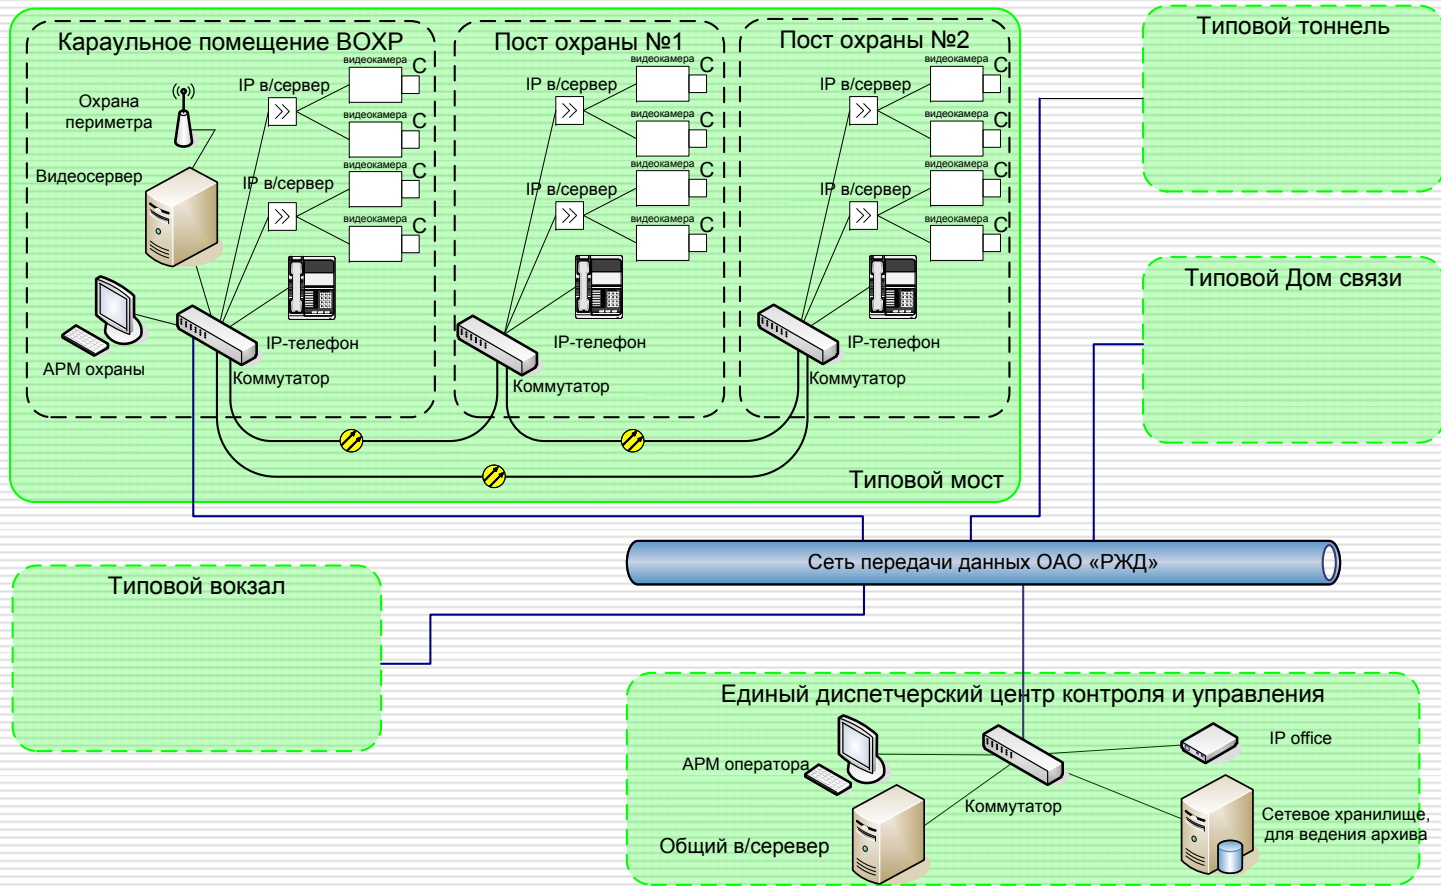 Караульное помещение ВОХР
Охрана
периметра
Видеосервер
АРМ охраны
IP в/сервер
видеокамера
С
видеокамера
С
IP в/сервер
видеокамера
С
видеокамера
С
IP-телефон
Коммутатор
Пост охраны №1
IP в/сервер
видеокамера
С
видеокамера
С
IP в/сервер
видеокамера
С
видеокамера
С
IP-телефон
Коммутатор
Пост охраны №2
IP в/сервер
видеокамера
С
видеокамера
С
IP в/сервер
видеокамера
С
видеокамера
С
IP-телефон
Коммутатор
Типовой мост
Типовой тоннель
Типовой Дом связи
Сеть передачи данных ОАО «РЖД»
Типовой вокзал
Единый диспетчерский центр контроля и управления
АРМ оператора
Коммутатор
IP office
Общий в/серевер
Сетевое хранилище,
для ведения архива